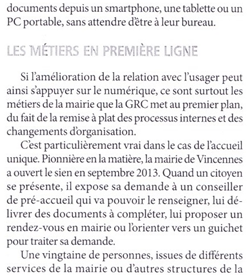 documents depuis un smartphone, une tablette ou un
PC portable, sans attendre d'être à leur bureau.
LES MÉTIERS EN PREMIÈRE LIGNE
Si l'amélioration de la relation avec l'usager peut
ainsi s'appuyer sur le numérique, ce sont surtout les
métiers de la mairie que la GRC met au premier plan,
du fait de la remise à plat des processus internes et des
changements d'organisation.
C'est particulièrement vrai dans le cas de l'accueil
unique. Pionnière en la matière, la mairie de Vincennes
a ouvert le sien en septembre 2013. Quand un citoyen
se présente, il expose sa demande à un conseiller
de pré-accueil qui va pouvoir le renseigner, lui dé-
livrer des documents à compléter, lui proposer un
rendez-vous en mairie ou l'orienter vers un guichet
pour traiter sa demande.
Une vingtaine de personnes, issues de différents
services de la mairie ou d'autres structures de la